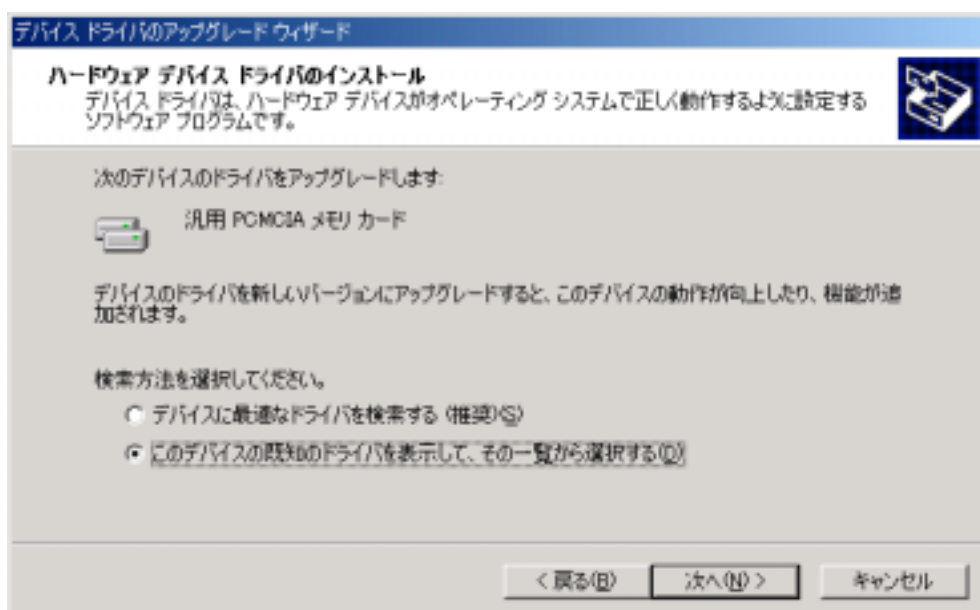 デバイス ドライバのアップグレード ウィザード
ハードウェア デバイス ドライバのインストール
デバイス ドライバは、ハードウェア デバイスがオペレーティング システムで正しく動作するように設定する
ソフトウェア プログラムです。
次のデバイスのドライバをアップグレードします:
汎用 PCMCIA メモリ カード
デバイスのドライバを新しいバージョンにアップグレードすると、このデバイスの動作が向上したり、機能が追
加されます。
検索方法を選択してください。
デバイスに最適なドライバを検索する (推奨)(S)
このデバイスの既知のドライバを表示して、その一覧から選択する(D)
< 戻る(B) 次へ(N) > キャンセル